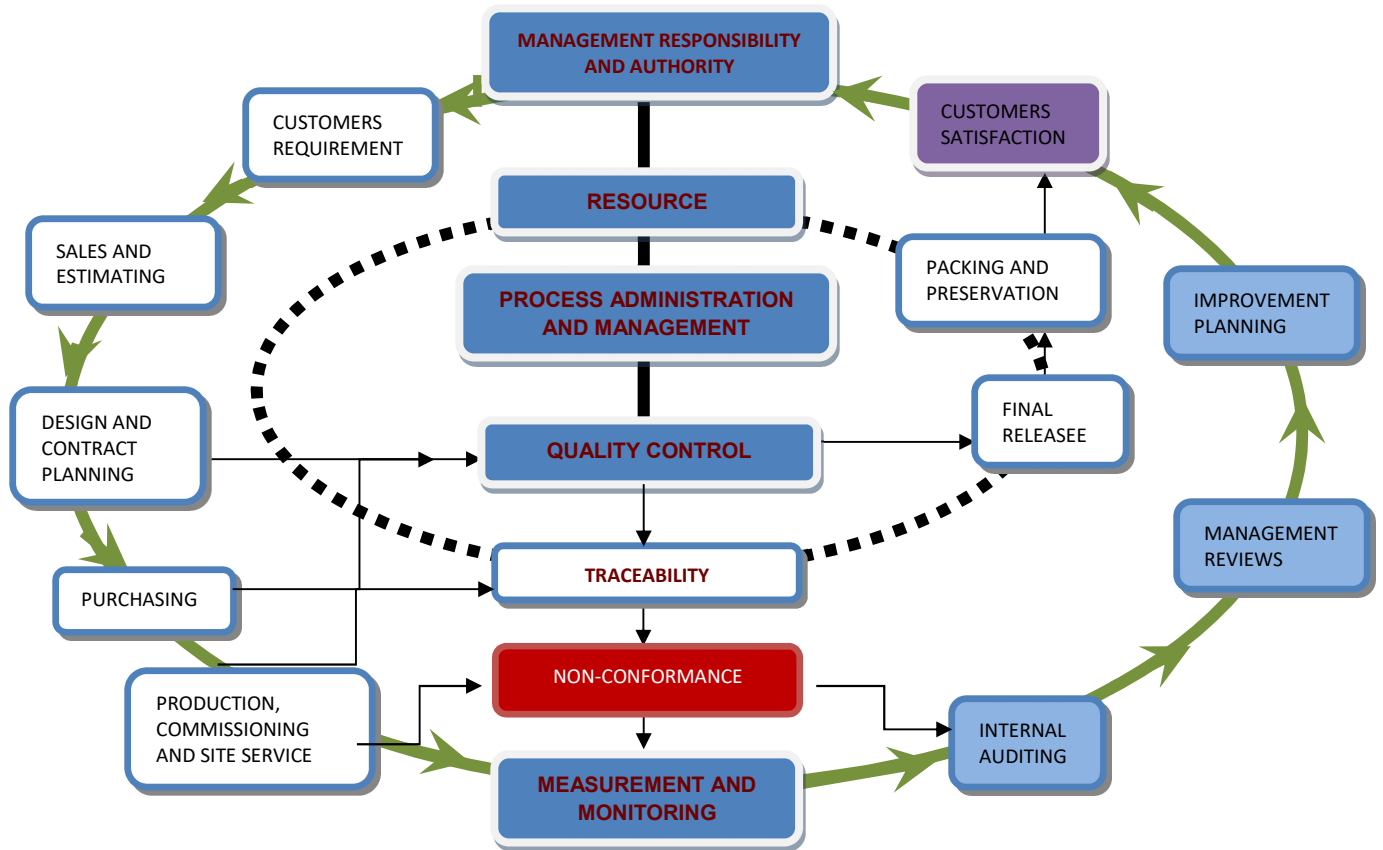 MANAGEMENT RESPONSIBILITY
AND AUTHORITY
CUSTOMERS
REQUIREMENT
CUSTOMERS
SATISFACTION
RESOURCE
SALES AND
ESTIMATING
PACKING AND
PRESERVATION
PROCESS ADMINISTRATION
AND MANAGEMENT
IMPROVEMENT
PLANNING
DESIGN AND
CONTRACT
PLANNING
QUALITY CONTROL
FINAL
RELEASEE
TRACEABILITY
MANAGEMENT
REVIEWS
PURCHASING
NON-CONFORMANCE
PRODUCTION,
COMMISSIONING
AND SITE SERVICE
INTERNAL
AUDITING
MEASUREMENT AND
MONITORING